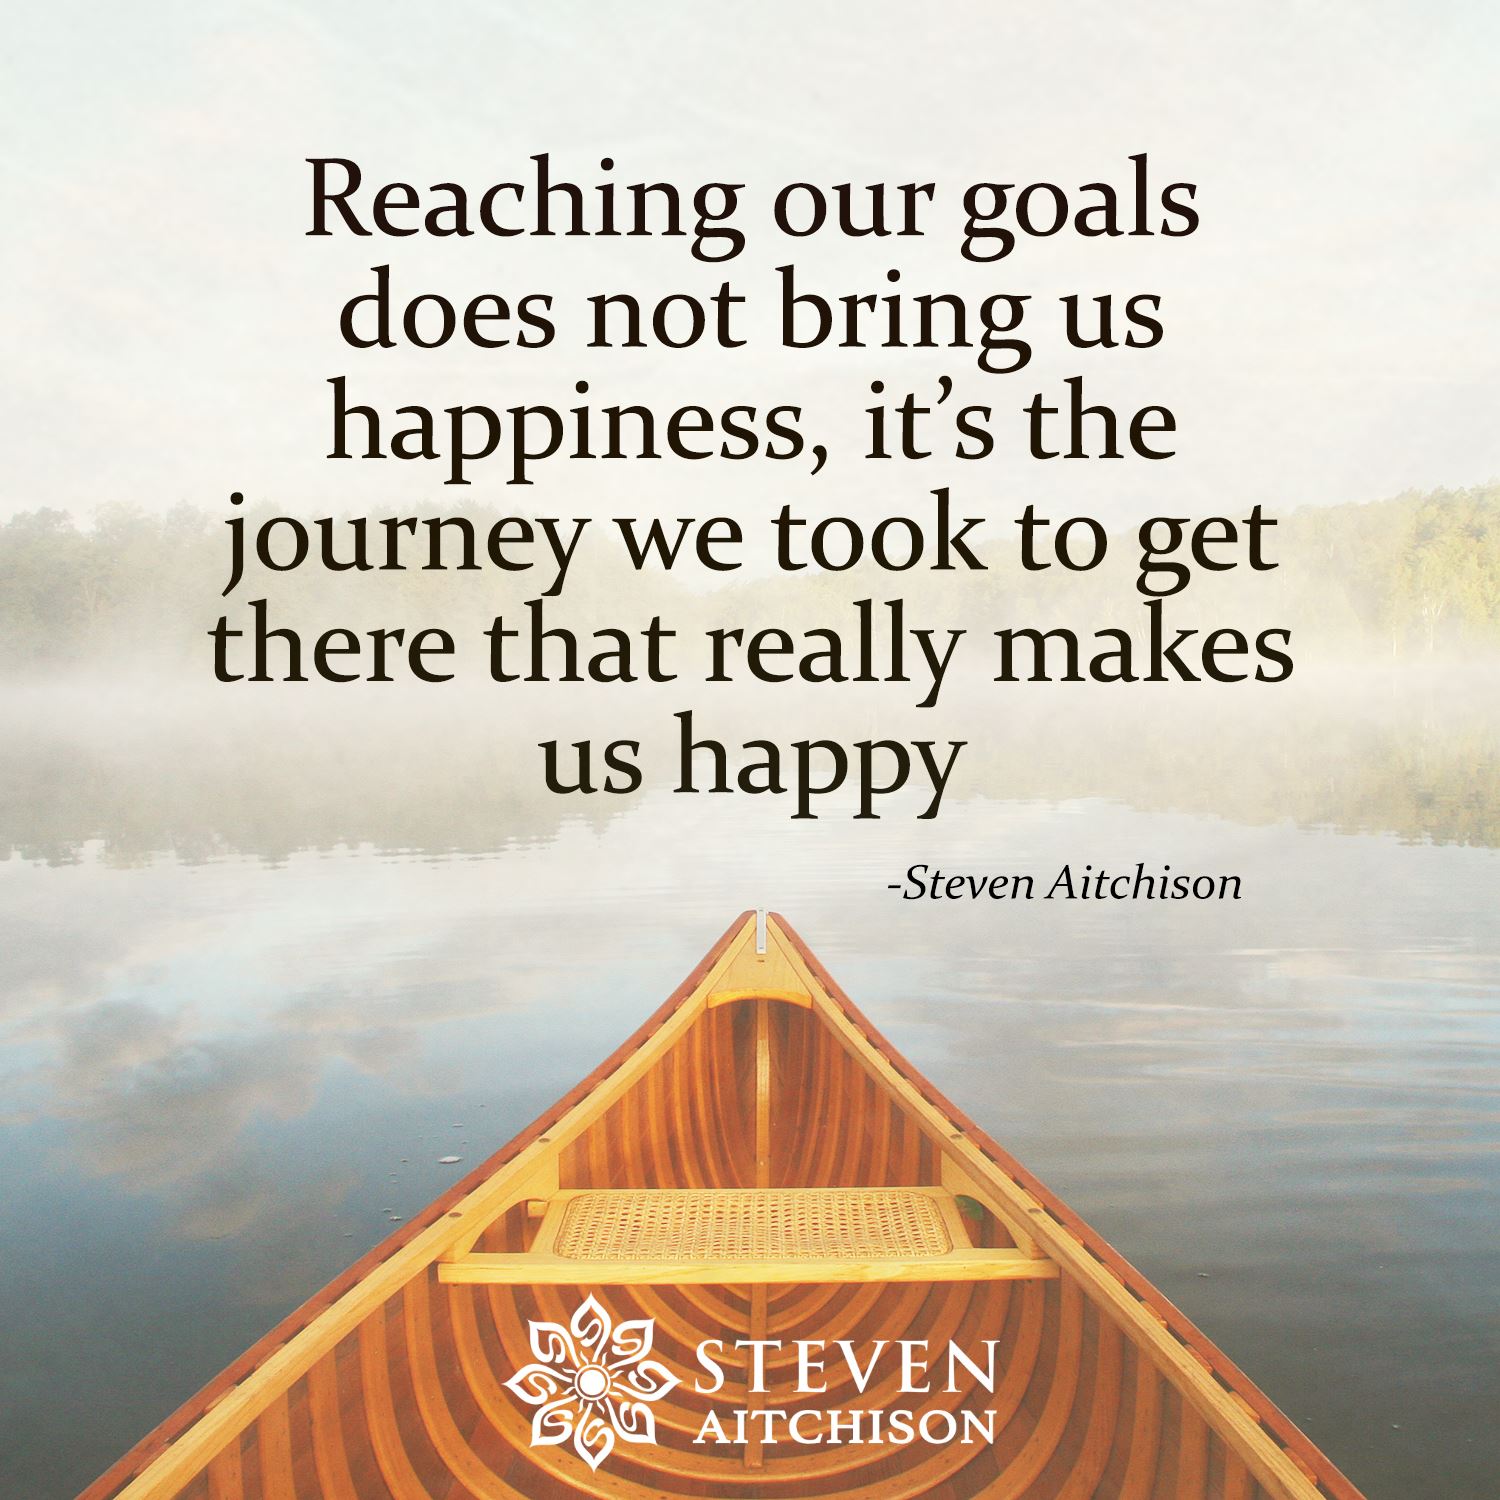 Reaching our goals
does not bring us
happiness, it’s the
journey we took to get
there that really makes
us happy
-Steven Aitchison
STEVEN
AITCHISON